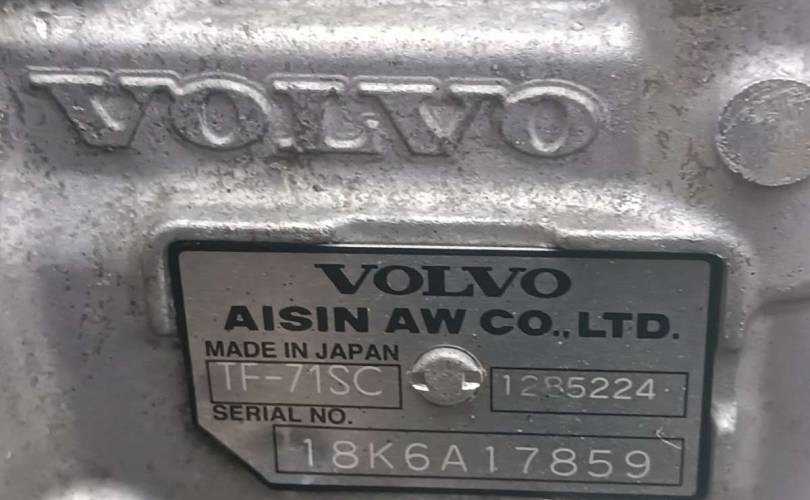 VOLVO
VOLVO
AISIN AW CO., LTD.
MADE IN JAPAN
TF-71SC 1285224
SERIAL NO.
18K6A17859